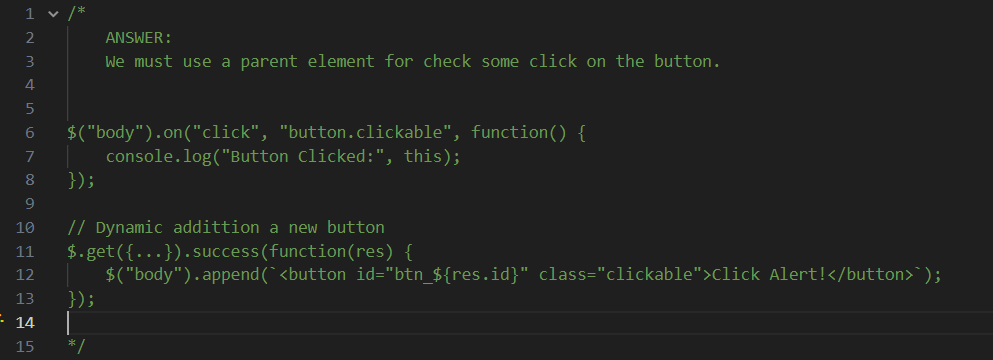 1 /*
2 ANSWER:
3 We must use a parent element for check some click on the button.
4
5
6 $("body").on("click", "button.clickable", function() {
7 console.log("Button Clicked:", this);
8 });
9
10 // Dynamic addittion a new button
11 $.get({...}).success(function(res) {
12 $("body").append(`<button id="btn_${res.id}" class="clickable">Click Alert!</button>`);
13 });
14
15 */